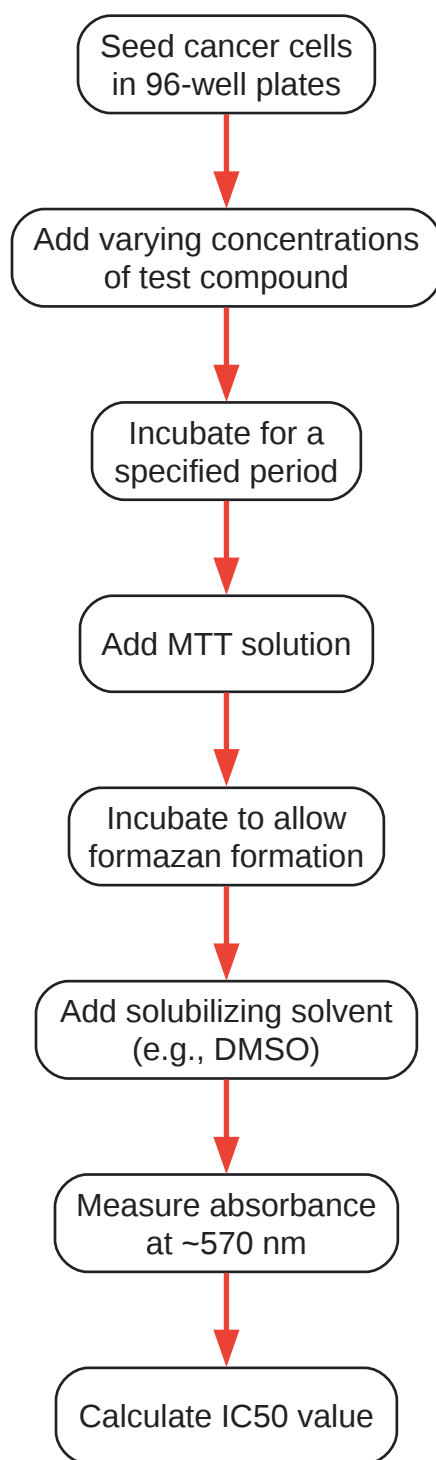 Seed cancer cells
in 96-well plates
Add varying concentrations
of test compound
Incubate for a
specified period
Add MTT solution
Incubate to allow
formazan formation
Add solubilizing solvent
(e.g., DMSO)
Measure absorbance
at ~570 nm
Calculate IC50 value